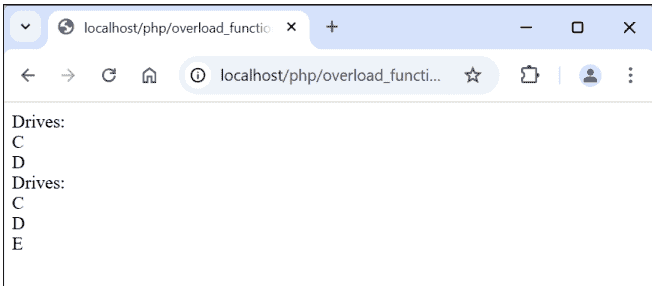 localhost/php/overload_functio
localhost/php/overload_functi...
Drives:
C
D
Drives:
C
D
E